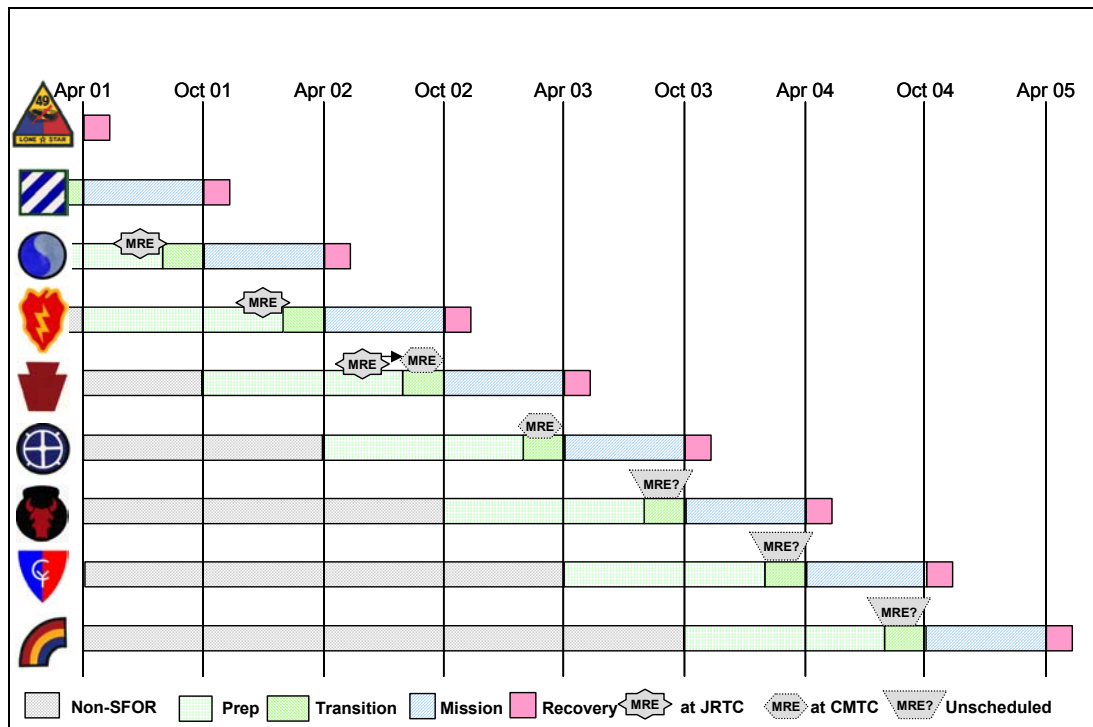 Apr 01 Oct 01 Apr 02 Oct 02 Apr 03 Oct 03 Apr 04 Oct 04 Apr 05
49
LONE STAR
MRE
MRE
MRE MRE
MRE
MRE?
MRE?
CY
MRE?
Non-SFOR Prep Transition Mission Recovery MRE at JRTC MRE at CMTC MRE? Unscheduled